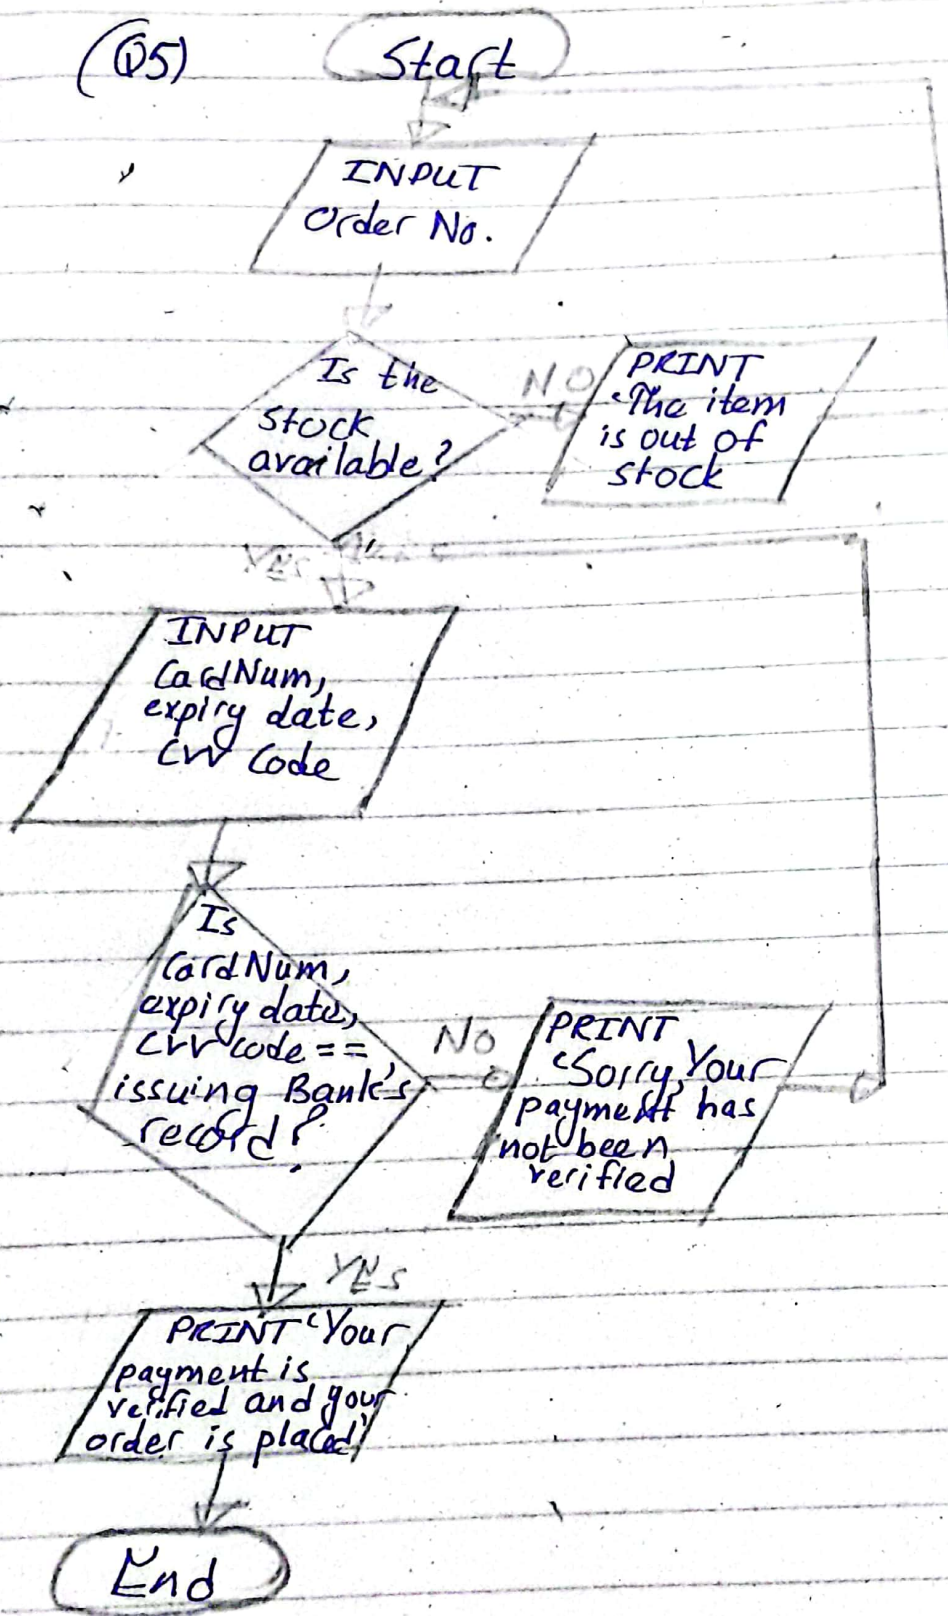 (Q5)
Start
INPUT
Order No.
Is the
stock
available?
NO
PRINT
'The item
is out of
stock
Yes
INPUT
CardNum,
expiry date,
CVV Code
Is
CardNum,
expiry date,
CVV code ==
issuing Bank's
record?
No
PRINT
'Sorry, Your
payment has
not been
verified
YES
PRINT 'Your
payment is
verified and your
order is placed'
End